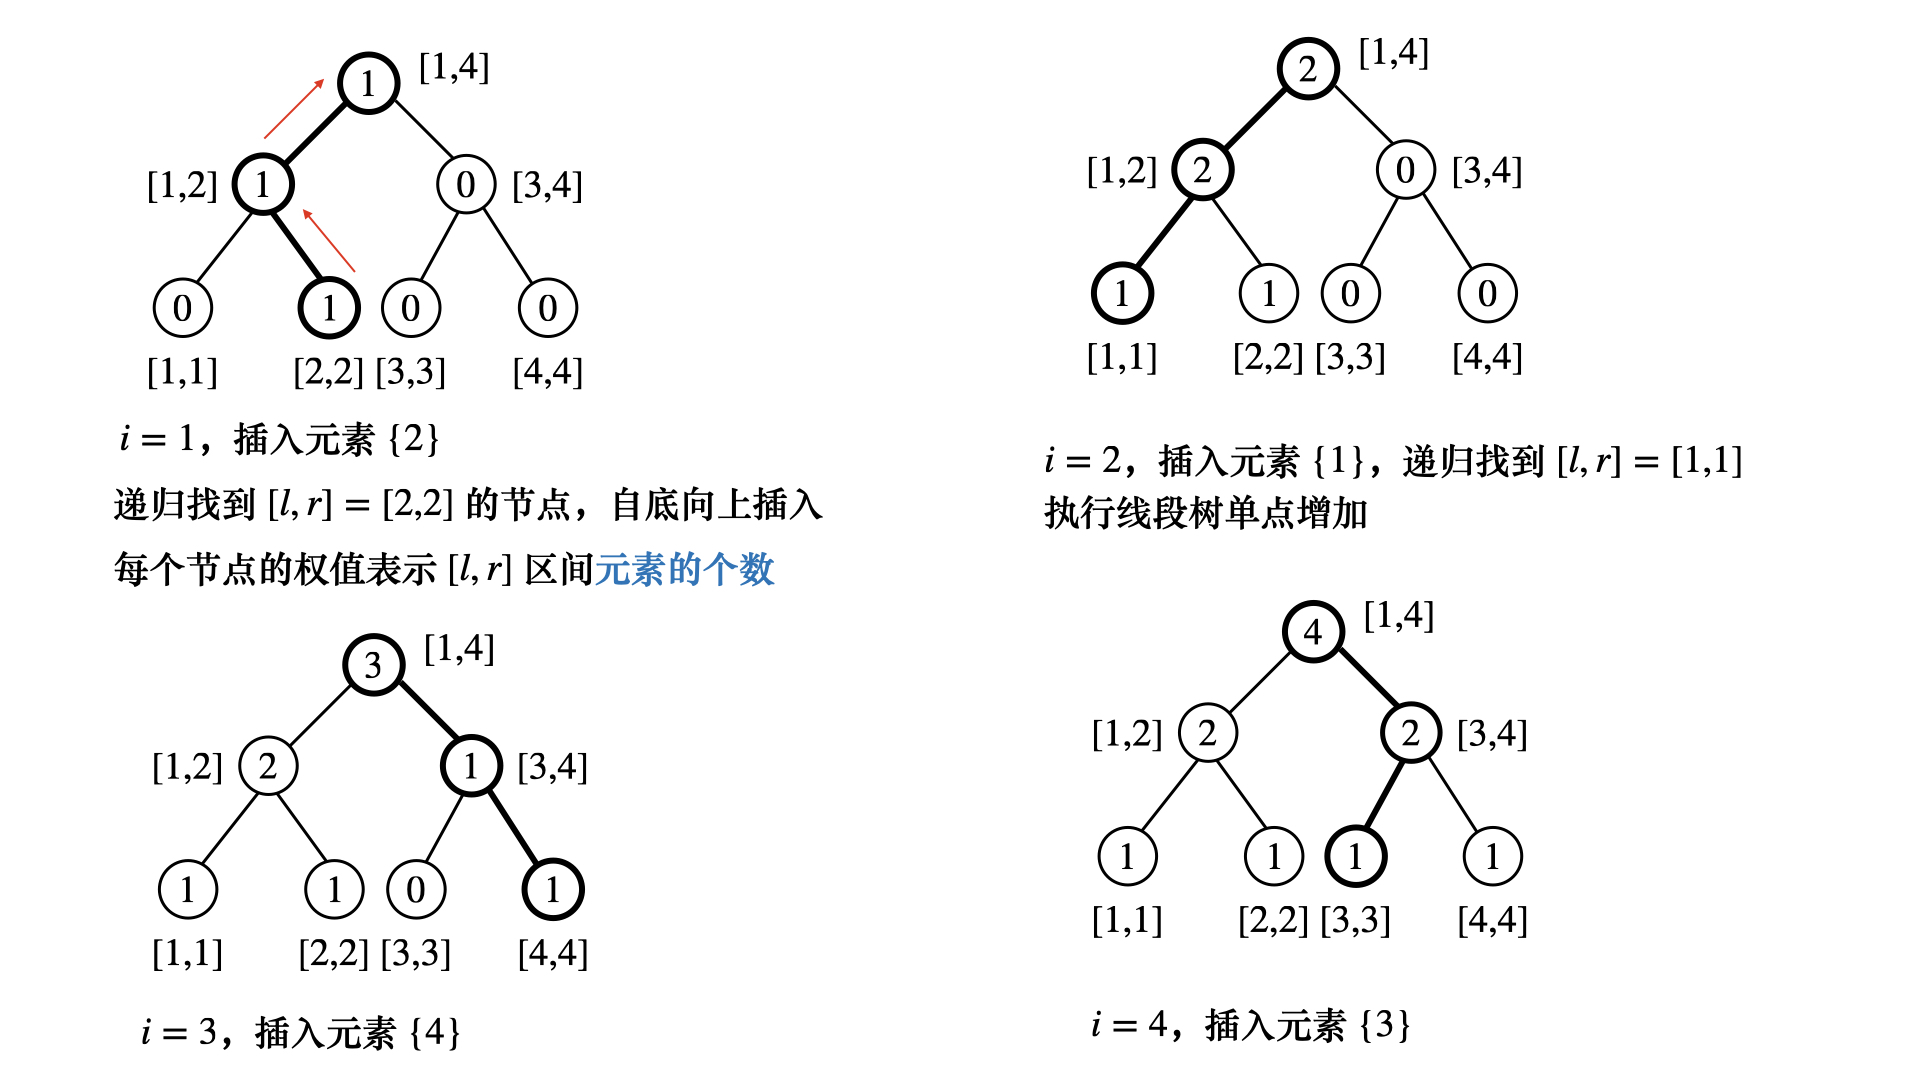 1 [1,4]
[1,2] 1 0 [3,4]
0 1 0 0
[1,1] [2,2] [3,3] [4,4]
i = 1，插入元素 {2}
递归找到 [l, r] = [2,2] 的节点，自底向上插入
每个节点的权值表示 [l, r] 区间元素的个数
2 [1,4]
[1,2] 2 0 [3,4]
1 1 0 0
[1,1] [2,2] [3,3] [4,4]
i = 2，插入元素 {1}，递归找到 [l, r] = [1,1]
执行线段树单点增加
3 [1,4]
[1,2] 2 1 [3,4]
1 1 0 1
[1,1] [2,2] [3,3] [4,4]
i = 3，插入元素 {4}
4 [1,4]
[1,2] 2 2 [3,4]
1 1 1 1
[1,1] [2,2] [3,3] [4,4]
i = 4，插入元素 {3}